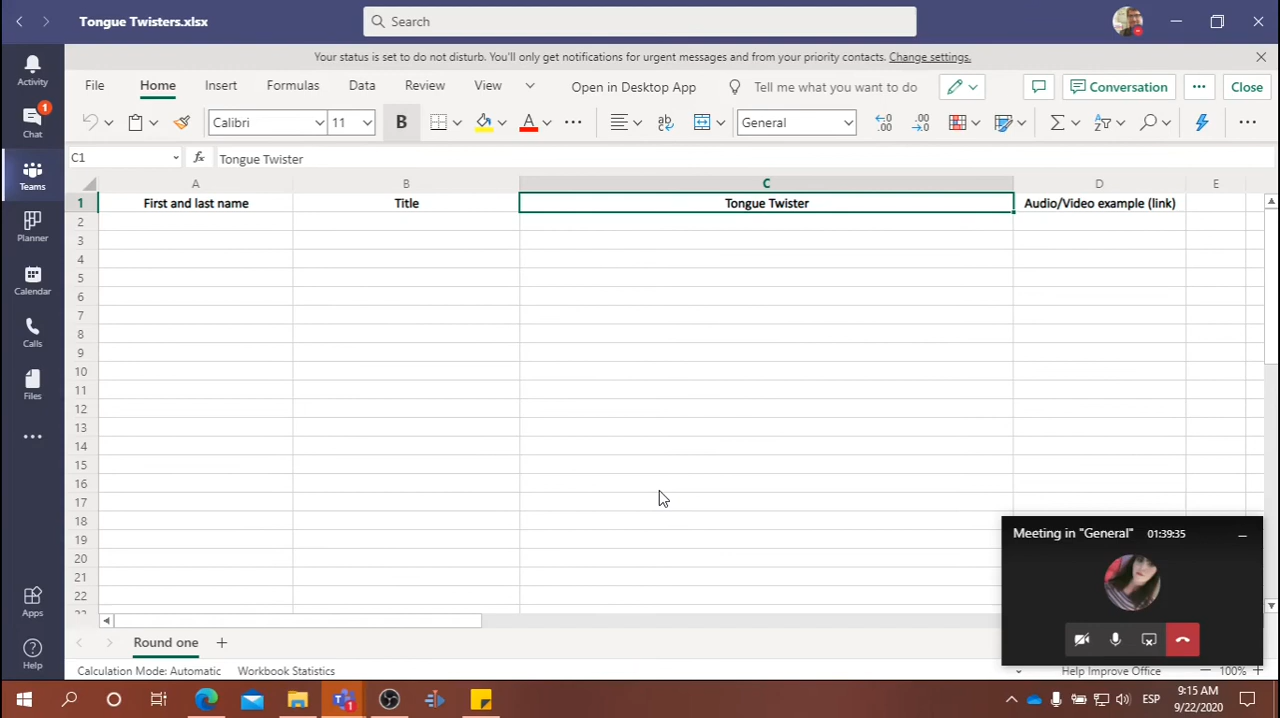 Tongue Twisters.xlsx
Search
Your status is set to do not disturb. You'll only get notifications for urgent messages and from your priority contacts. Change settings.
Activity
1
Chat
Teams
Planner
Calendar
Calls
Files
Apps
Help
File Home Insert Formulas Data Review View Open in Desktop App Tell me what you want to do Conversation Close
Calibri 11 B A ab General
C1 fx Tongue Twister
A B C D E
1 First and last name Title Tongue Twister Audio/Video example (link)
2
3
4
5
6
7
8
9
10
11
12
13
14
15
16
17
18
19
20
21
22
Meeting in "General" 01:39:35
Round one
Calculation Mode: Automatic Workbook Statistics Help Improve Office 100%
ESP
9:15 AM
9/22/2020